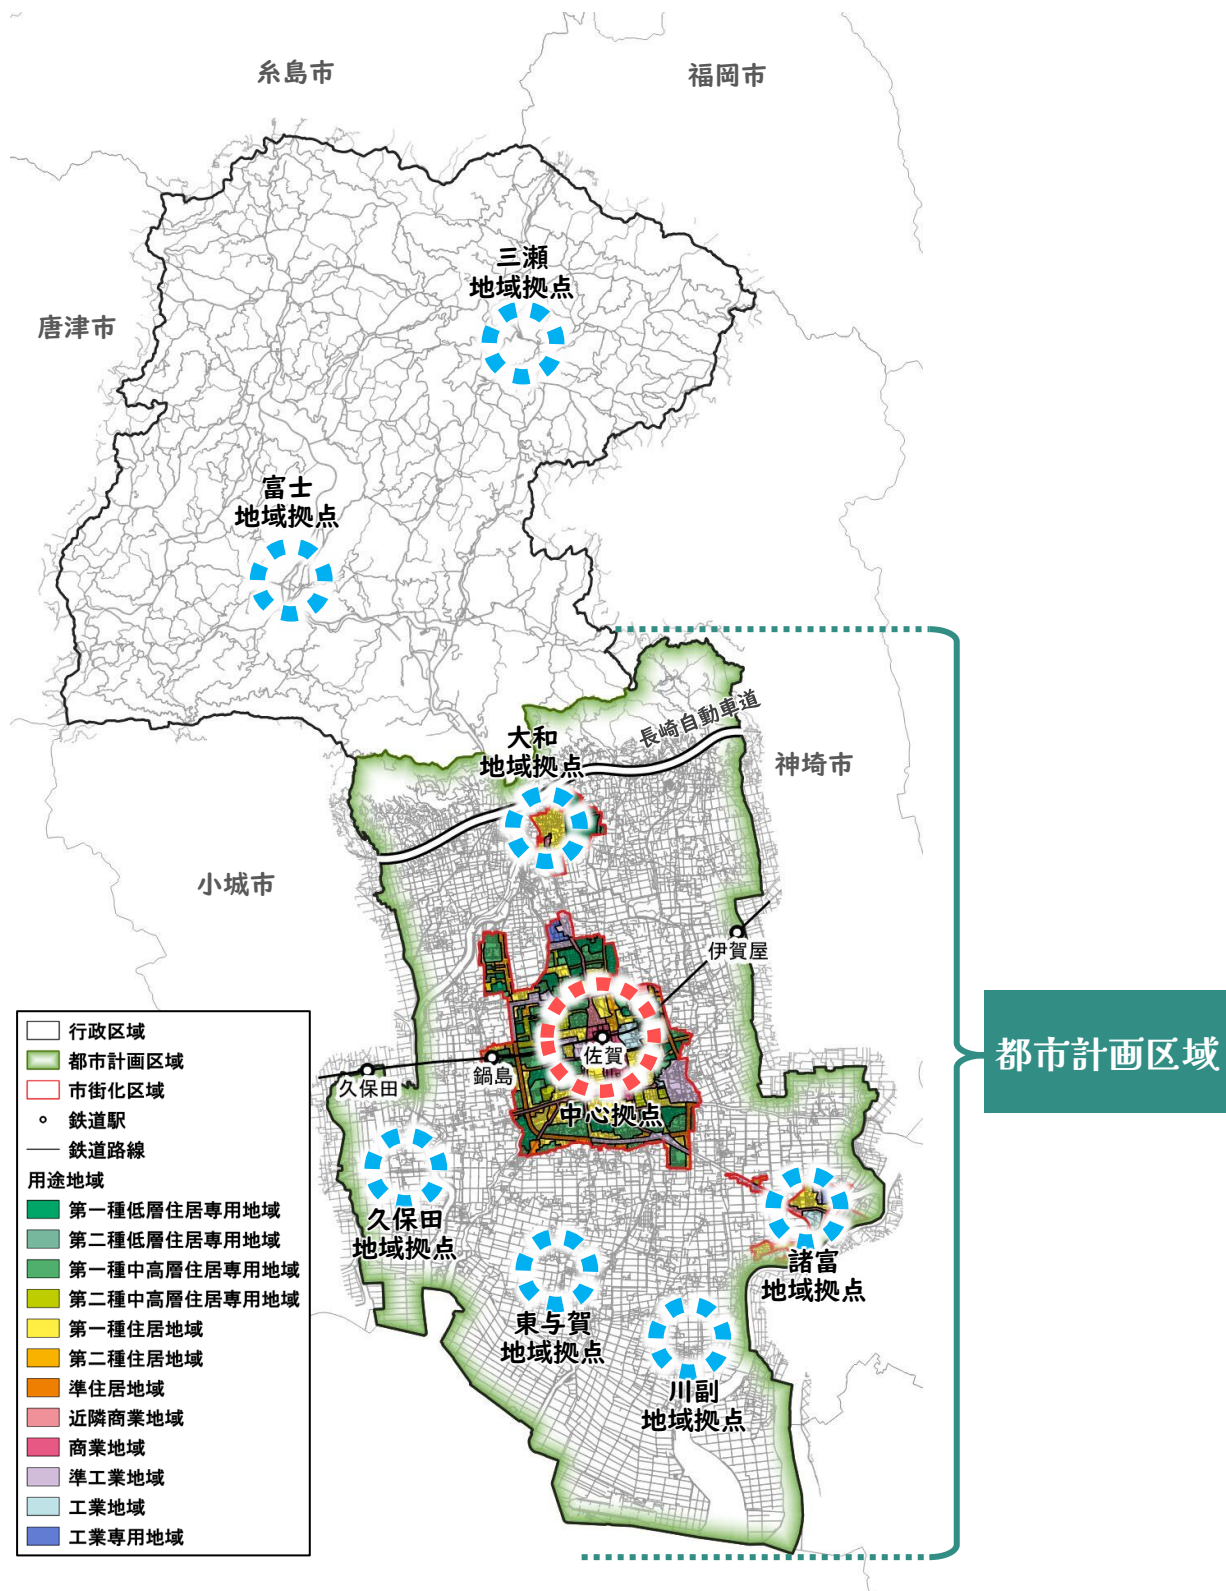 糸島市
福岡市
三瀬
地域拠点
唐津市
富士
地域拠点
長崎自動車道
大和
地域拠点
神埼市
小城市
伊賀屋
佐賀
鍋島
久保田
中心拠点
都市計画区域
久保田
地域拠点
諸富
地域拠点
東与賀
地域拠点
川副
地域拠点
行政区域
都市計画区域
市街化区域
鉄道駅
鉄道路線
用途地域
第一種低層住居専用地域
第二種低層住居専用地域
第一種中高層住居専用地域
第二種中高層住居専用地域
第一種住居地域
第二種住居地域
準住居地域
近隣商業地域
商業地域
準工業地域
工業地域
工業専用地域